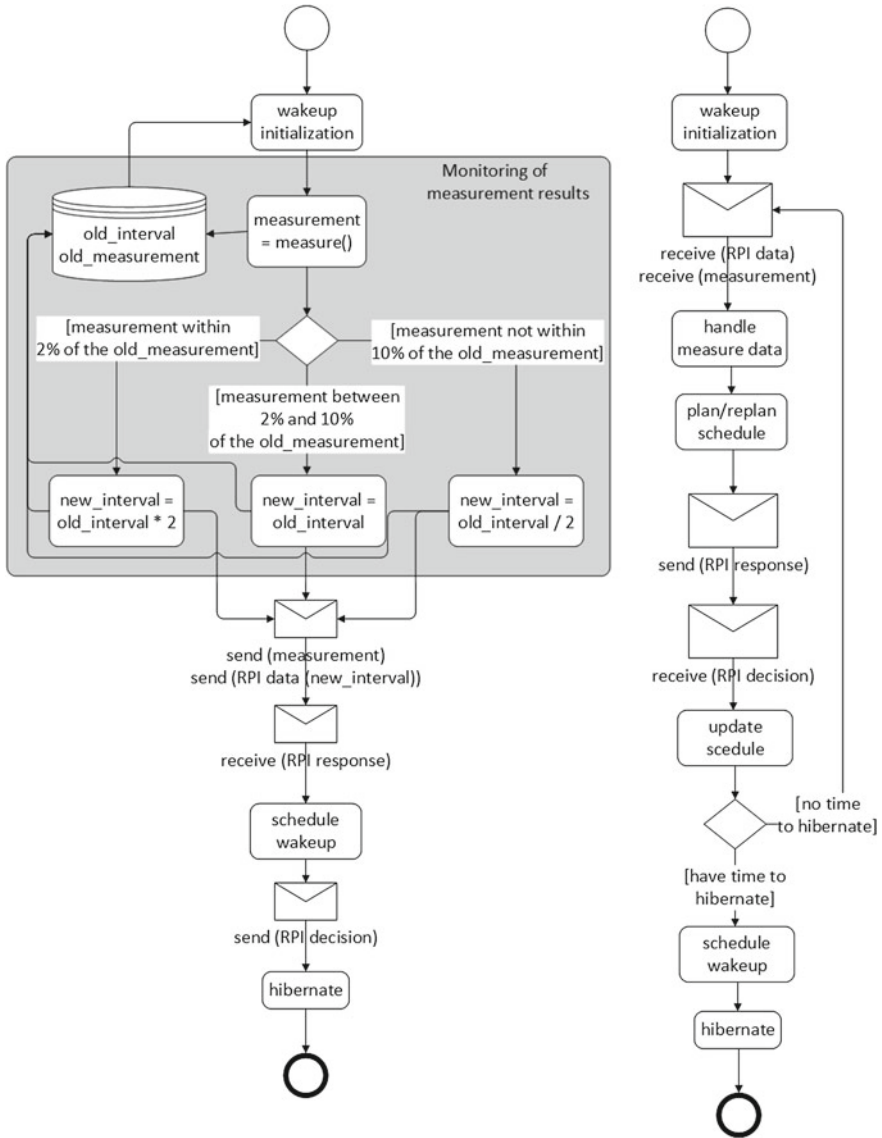 wakeup
initialization
Monitoring of
measurement results
old_interval
old_measurement
measurement
= measure()
[measurement within
2% of the old_measurement]
[measurement not within
10% of the old_measurement]
[measurement between
2% and 10%
of the old_measurement]
new_interval =
old_interval * 2
new_interval =
old_interval
new_interval =
old_interval / 2
send (measurement)
send (RPI data (new_interval))
receive (RPI response)
schedule
wakeup
send (RPI decision)
hibernate
wakeup
initialization
receive (RPI data)
receive (measurement)
handle
measure data
plan/replan
schedule
send (RPI response)
receive (RPI decision)
update
scedule
[no time
to hibernate]
[have time to
hibernate]
schedule
wakeup
hibernate